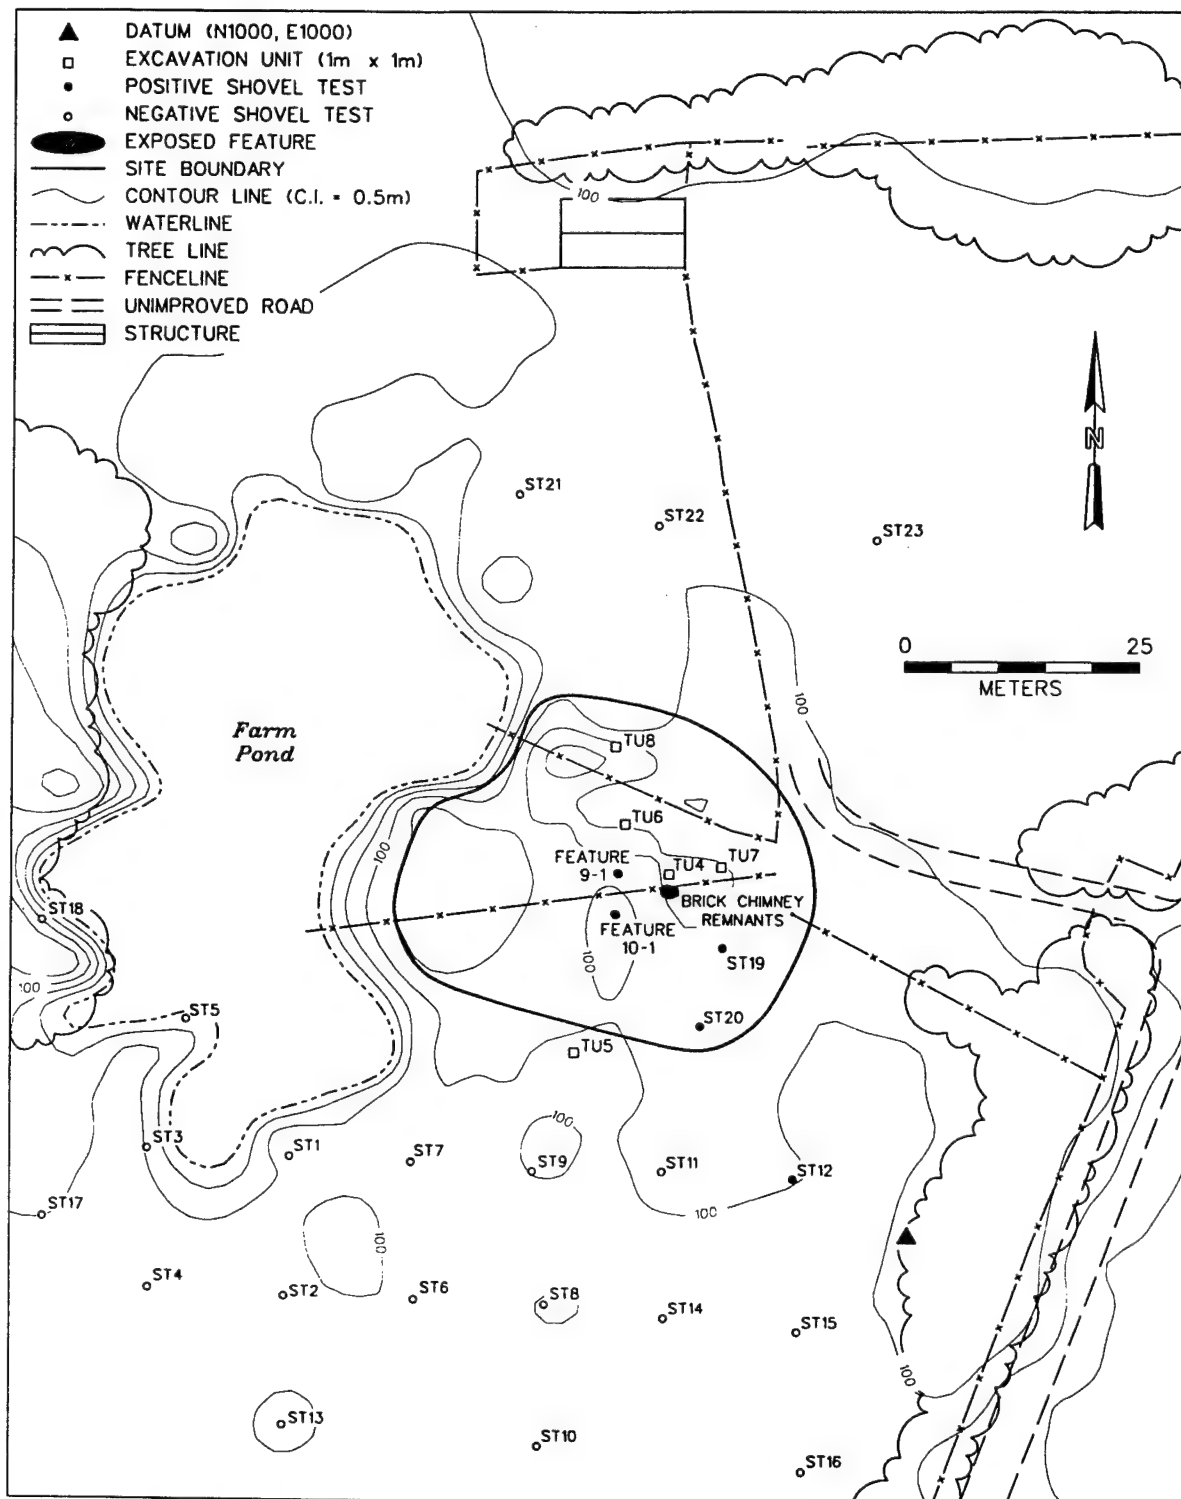 DATUM (N1000, E1000)
EXCAVATION UNIT (1m x 1m)
POSITIVE SHOVEL TEST
NEGATIVE SHOVEL TEST
EXPOSED FEATURE
SITE BOUNDARY
CONTOUR LINE (C.I. = 0.5m)
WATERLINE
TREE LINE
FENCELINE
UNIMPROVED ROAD
STRUCTURE
100
N
ST21
ST22
ST23
0 25
METERS
100
Farm
Pond
TU8
TU6
100
FEATURE
9-1
TU4
TU7
BRICK CHIMNEY
REMNANTS
ST18
FEATURE
10-1
ST19
100
100
ST5
ST20
TU5
100
ST3
ST1
ST7
ST9
ST11
ST12
ST17
100
100
ST4
ST2
ST6
ST8
ST14
ST15
100
ST13
ST10
ST16